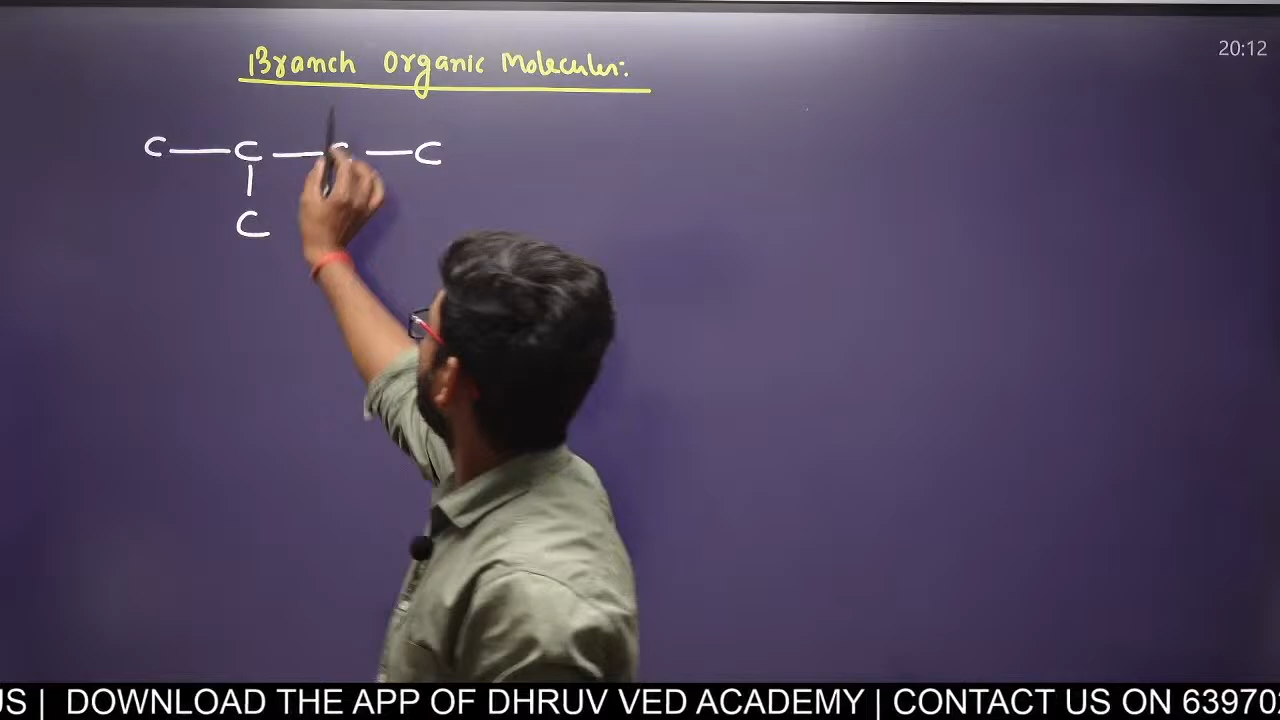 20:12
Branch Organic Molecules:
C — C — C — C
|
C
US | DOWNLOAD THE APP OF DHRUV VED ACADEMY | CONTACT US ON 63970